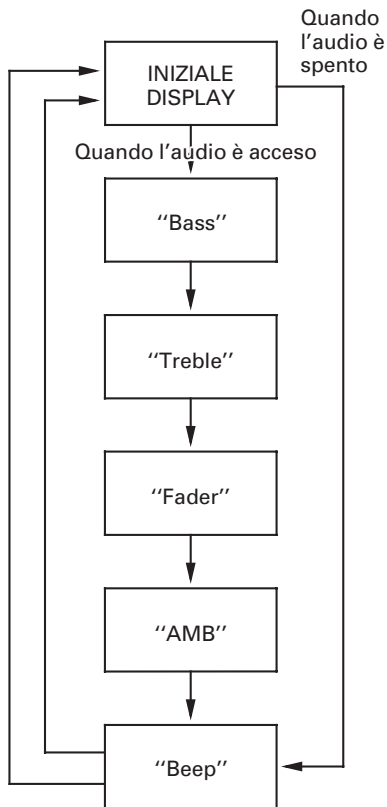 Quando
l'audio è
spento
INIZIALE
DISPLAY
Quando l'audio è acceso
‘‘Bass’’
‘‘Treble’’
‘‘Fader’’
‘‘AMB’’
‘‘Beep’’